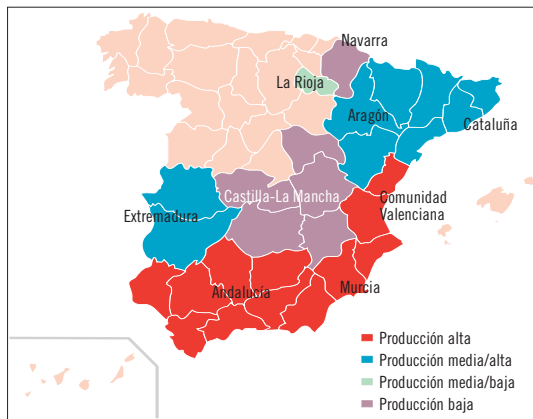 Navarra
La Rioja
Aragón
Cataluña
Castilla-La Mancha
Comunidad
Valenciana
Extremadura
Andalucía
Murcia
Producción alta
Producción media/alta
Producción media/baja
Producción baja